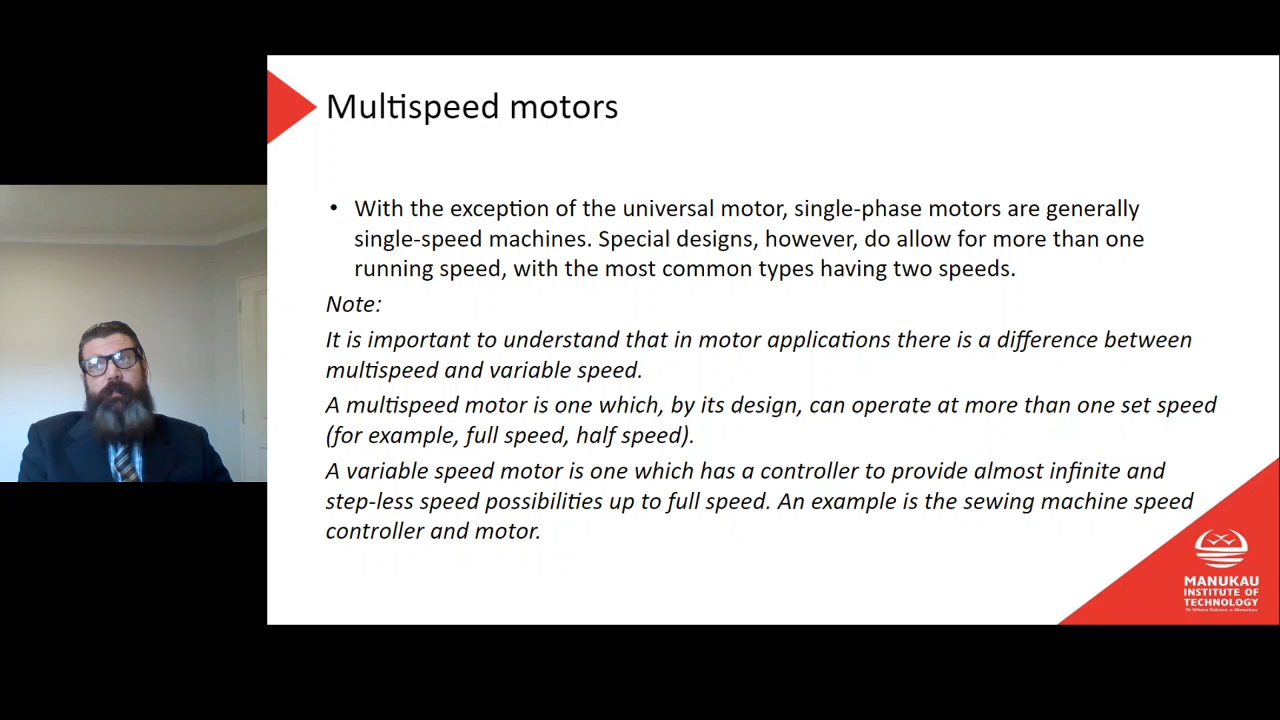 Multispeed motors
• With the exception of the universal motor, single-phase motors are generally
single-speed machines. Special designs, however, do allow for more than one
running speed, with the most common types having two speeds.
Note:
It is important to understand that in motor applications there is a difference between
multispeed and variable speed.
A multispeed motor is one which, by its design, can operate at more than one set speed
(for example, full speed, half speed).
A variable speed motor is one which has a controller to provide almost infinite and
step-less speed possibilities up to full speed. An example is the sewing machine speed
controller and motor.
MANUKAU
INSTITUTE OF
TECHNOLOGY